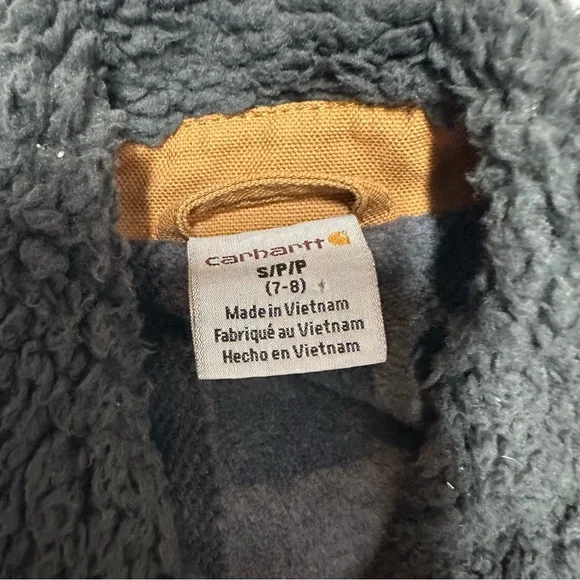 carhartt
S/P/P
(7-8)
Made in Vietnam
Fabriqué au Vietnam
Hecho en Vietnam